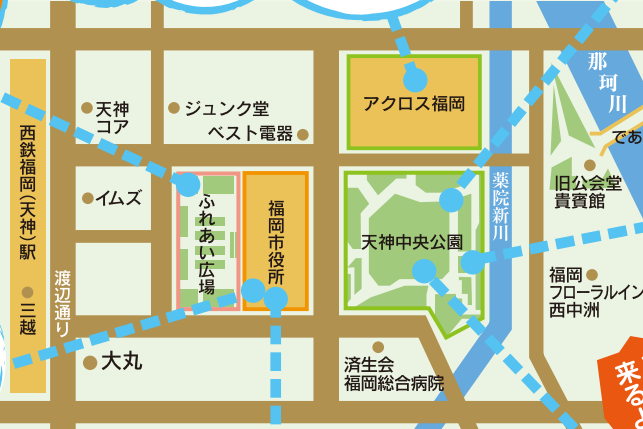 那珂川
アクロス福岡
天神
コア
ジュンク堂
ベスト電器
であ
西鉄福岡(天神)駅
薬院新川
旧公会堂
貴賓館
イムズ
ふれあい広場
福岡市役所
天神中央公園
渡辺通り
三越
福岡
フローラルイン
西中洲
大丸
済生会
福岡総合病院
来る